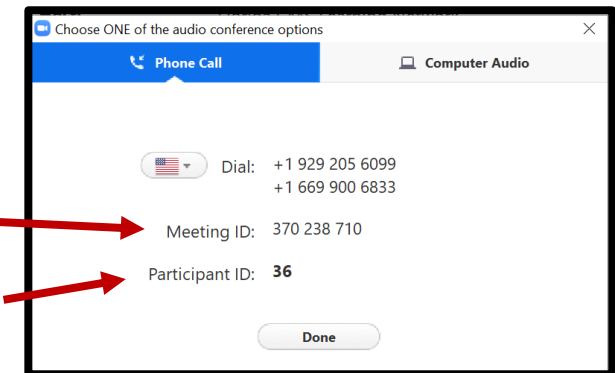 Choose ONE of the audio conference options
Phone Call
Computer Audio
Dial: +1 929 205 6099
+1 669 900 6833
Meeting ID: 370 238 710
Participant ID: 36
Done